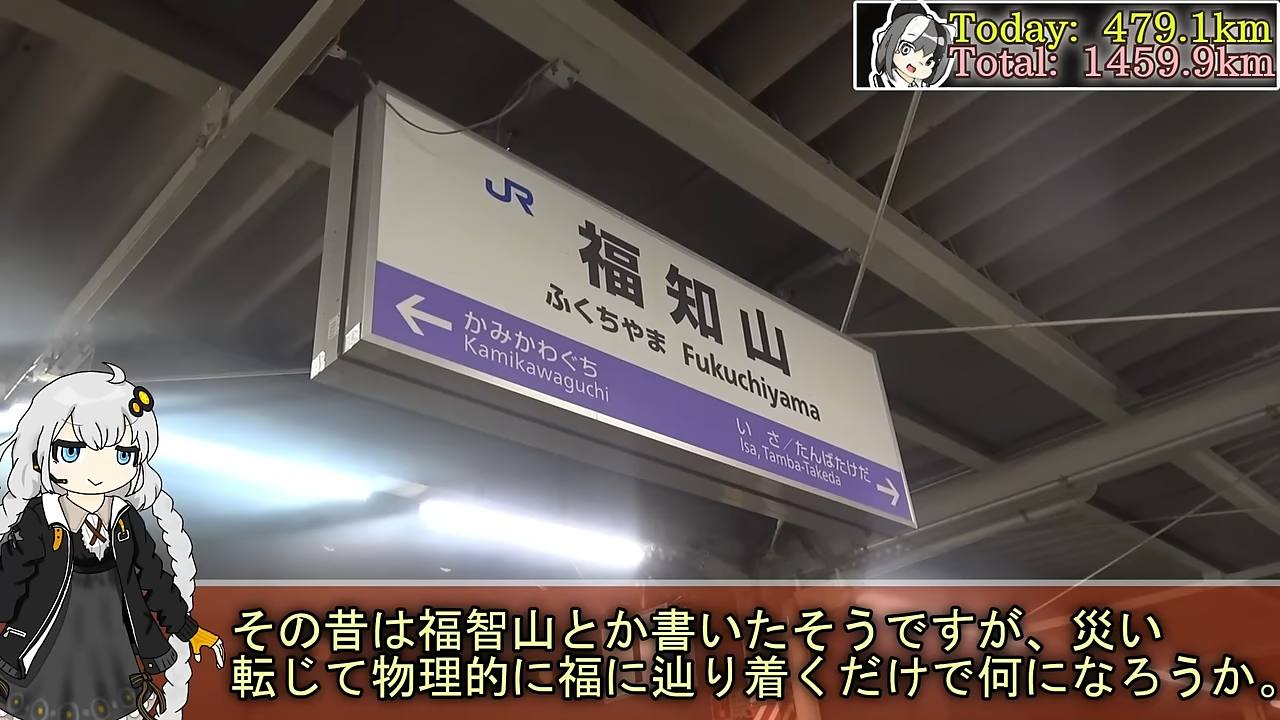 Today: 479.1km
Total: 1459.9km
JR
福知山
ふくちやま Fukuchiyama
かみかわぐち
Kamikawaguchi
い さ/たんばたけだ
Isa, Tamba-Takeda
その昔は福智山とか書いたそうですが、災い
転じて物理的に福に辿り着くだけで何になろうか。